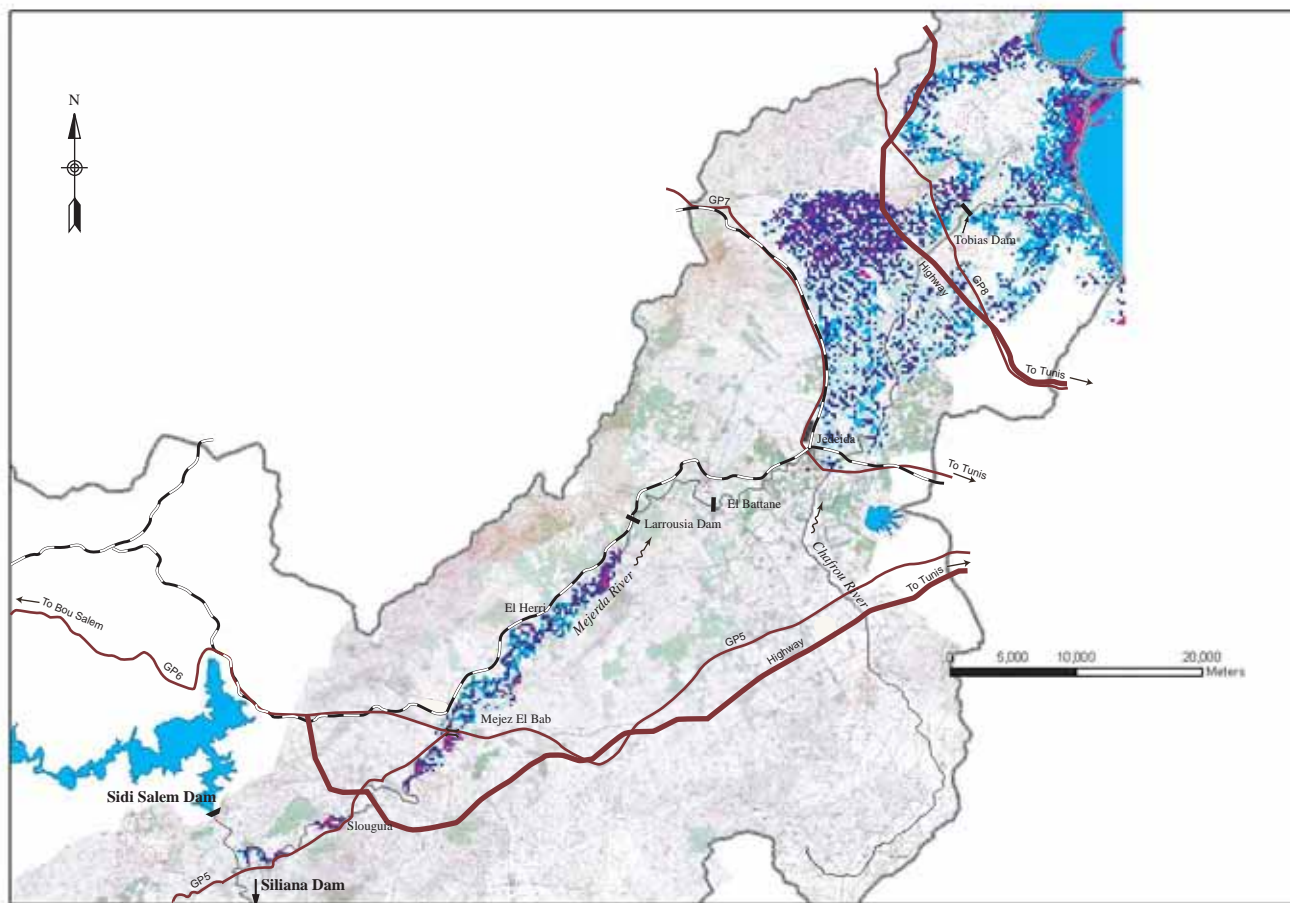 N
GP7
Tobias Dam
Highway
GP8
To Tunis
Jedeida
To Tunis
El Battane
Larrousia Dam
Mejerda River
Chafrou River
El Herri
To Tunis
To Bou Salem
GP6
GP5
Highway
0 5,000 10,000 20,000
Meters
Mejez El Bab
Sidi Salem Dam
Slouguia
GP5
Siliana Dam